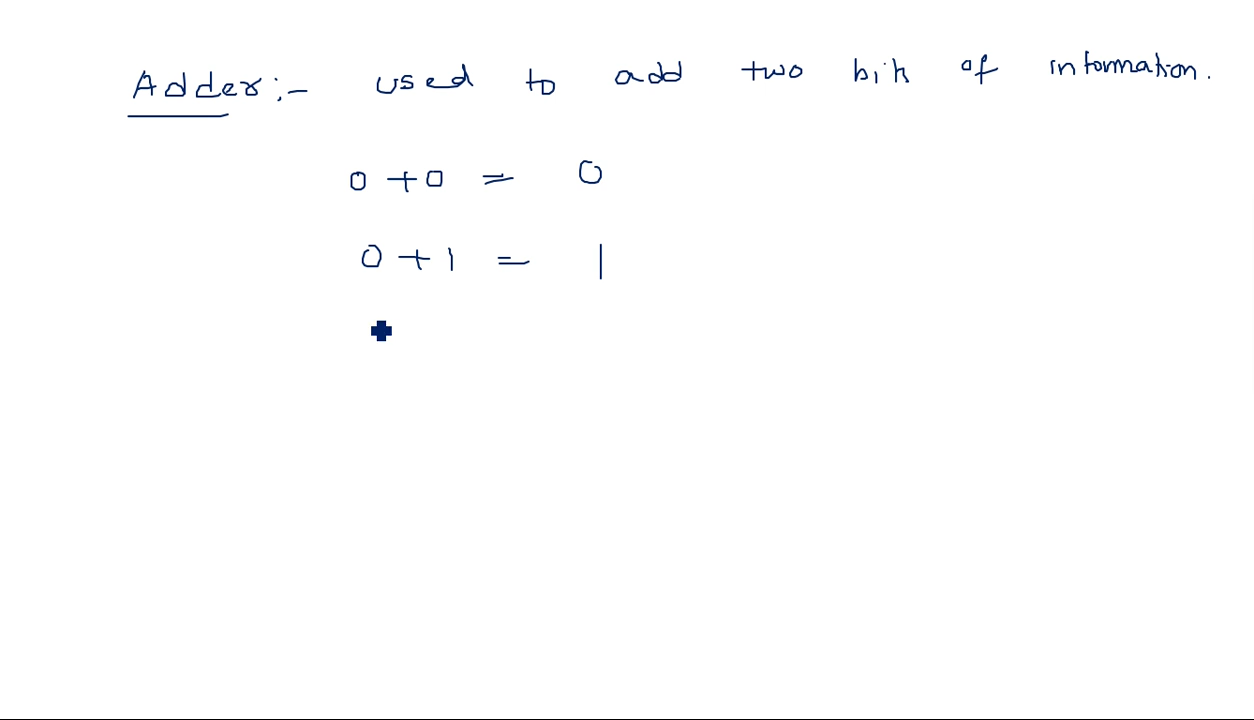 Adder :- used to add two bits of information.
0 + 0 = 0
0 + 1 = 1